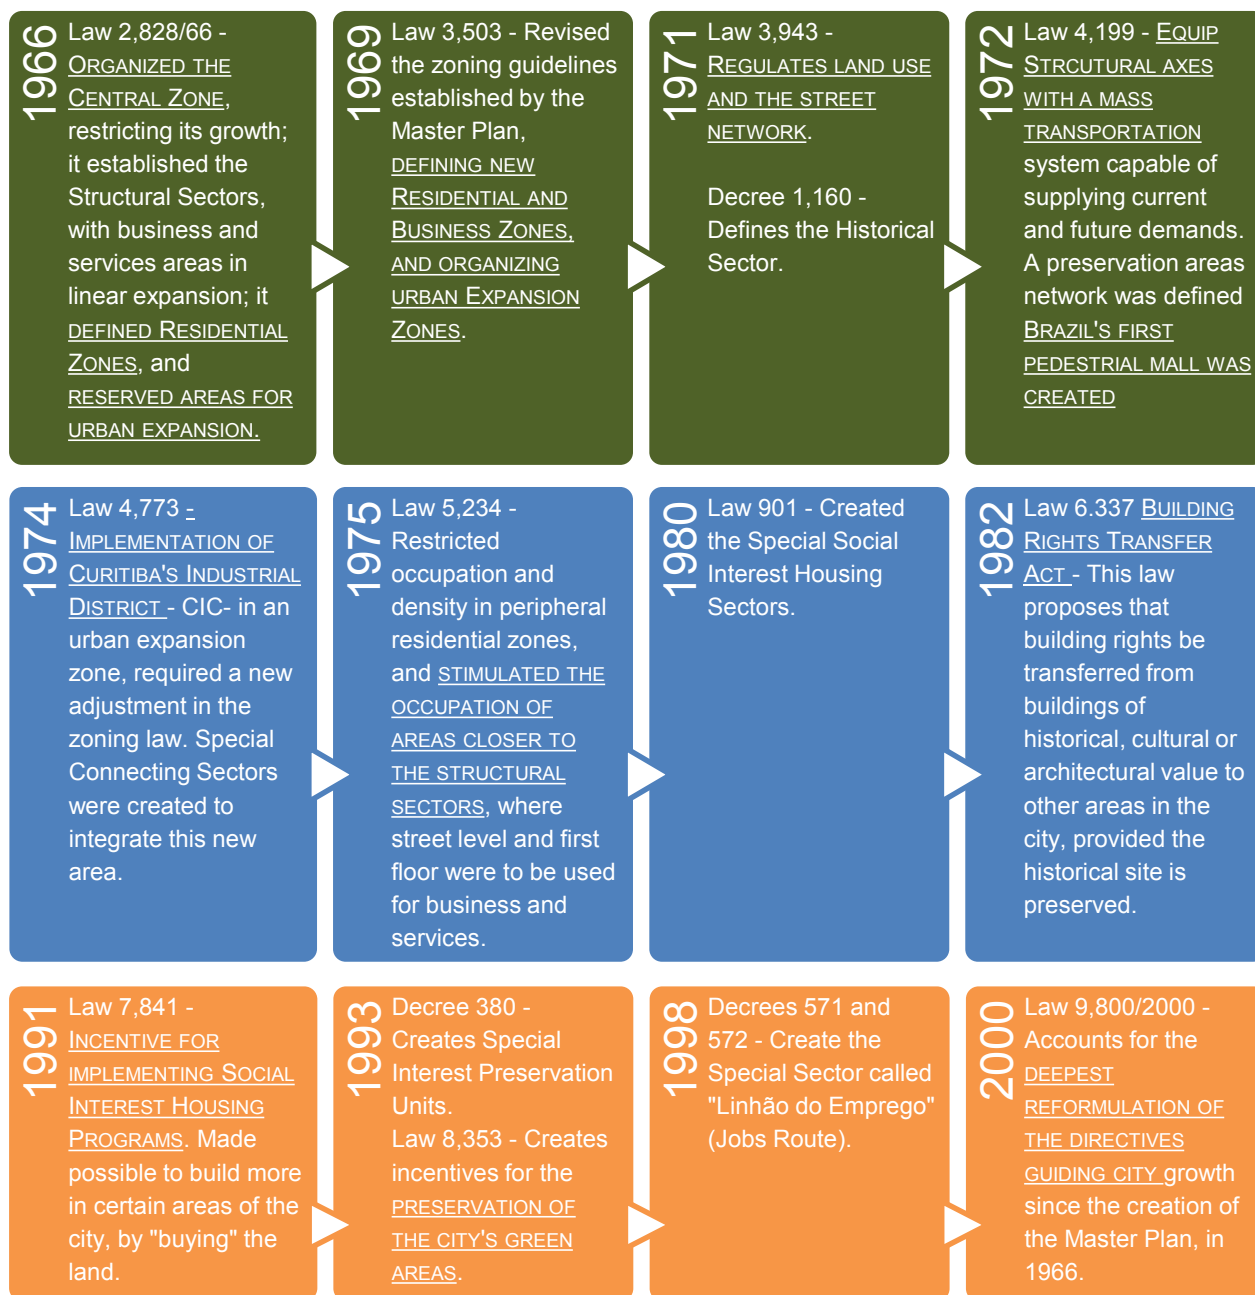 1966
Law 2,828/66 -
ORGANIZED THE
CENTRAL ZONE,
restricting its growth;
it established the
Structural Sectors,
with business and
services areas in
linear expansion; it
DEFINED RESIDENTIAL
ZONES, and
RESERVED AREAS FOR
URBAN EXPANSION.
1969
Law 3,503 - Revised
the zoning guidelines
established by the
Master Plan,
DEFINING NEW
RESIDENTIAL AND
BUSINESS ZONES,
AND ORGANIZING
URBAN EXPANSION
ZONES.
1971
Law 3,943 -
REGULATES LAND USE
AND THE STREET
NETWORK.
Decree 1,160 -
Defines the Historical
Sector.
1972
Law 4,199 - EQUIP
STRCUTURAL AXES
WITH A MASS
TRANSPORTATION
system capable of
supplying current
and future demands.
A preservation areas
network was defined
BRAZIL'S FIRST
PEDESTRIAL MALL WAS
CREATED
1974
Law 4,773 -
IMPLEMENTATION OF
CURITIBA'S INDUSTRIAL
DISTRICT - CIC- in an
urban expansion
zone, required a new
adjustment in the
zoning law. Special
Connecting Sectors
were created to
integrate this new
area.
1975
Law 5,234 -
Restricted
occupation and
density in peripheral
residential zones,
and STIMULATED THE
OCCUPATION OF
AREAS CLOSER TO
THE STRUCTURAL
SECTORS, where
street level and first
floor were to be used
for business and
services.
1980
Law 901 - Created
the Special Social
Interest Housing
Sectors.
1982
Law 6.337 BUILDING
RIGHTS TRANSFER
ACT - This law
proposes that
building rights be
transferred from
buildings of
historical, cultural or
architectural value to
other areas in the
city, provided the
historical site is
preserved.
1991
Law 7,841 -
INCENTIVE FOR
IMPLEMENTING SOCIAL
INTEREST HOUSING
PROGRAMS. Made
possible to build more
in certain areas of the
city, by "buying" the
land.
1993
Decree 380 -
Creates Special
Interest Preservation
Units.
Law 8,353 - Creates
incentives for the
PRESERVATION OF
THE CITY'S GREEN
AREAS.
1998
Decrees 571 and
572 - Create the
Special Sector called
"Linhão do Emprego"
(Jobs Route).
2000
Law 9,800/2000 -
Accounts for the
DEEPEST
REFORMULATION OF
THE DIRECTIVES
GUIDING CITY growth
since the creation of
the Master Plan, in
1966.